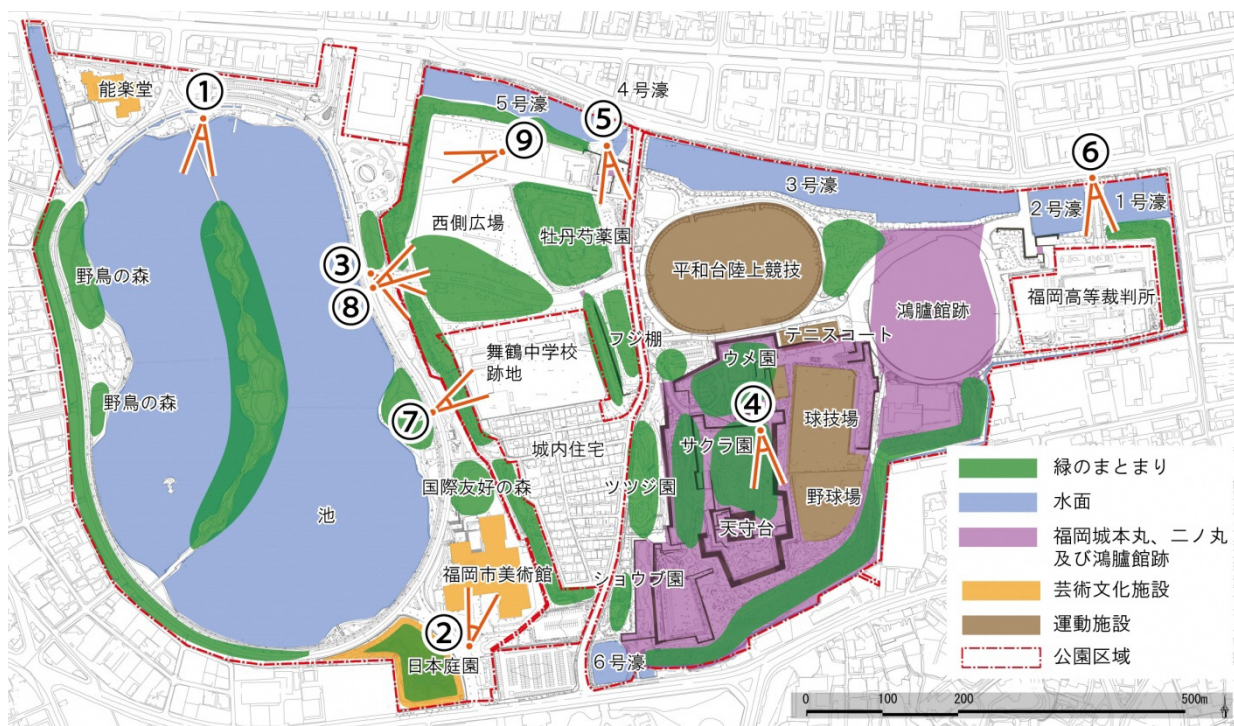 能楽堂
①
5号濠
4号濠
⑤
⑨
3号濠
⑥
2号濠
1号濠
西側広場
牡丹芍薬園
平和台陸上競技
③
⑧
野鳥の森
鴻臚館跡
福岡高等裁判所
テニスコート
フジ棚
ウメ園
舞鶴中学校
跡地
野鳥の森
⑦
④
サクラ園
球技場
城内住宅
国際友好の森
ツツジ園
野球場
池
天守台
福岡市美術館
ショウブ園
②
日本庭園
6号濠
緑のまとまり
水面
福岡城本丸、二ノ丸
及び鴻臚館跡
芸術文化施設
運動施設
公園区域
0 100 200 500m